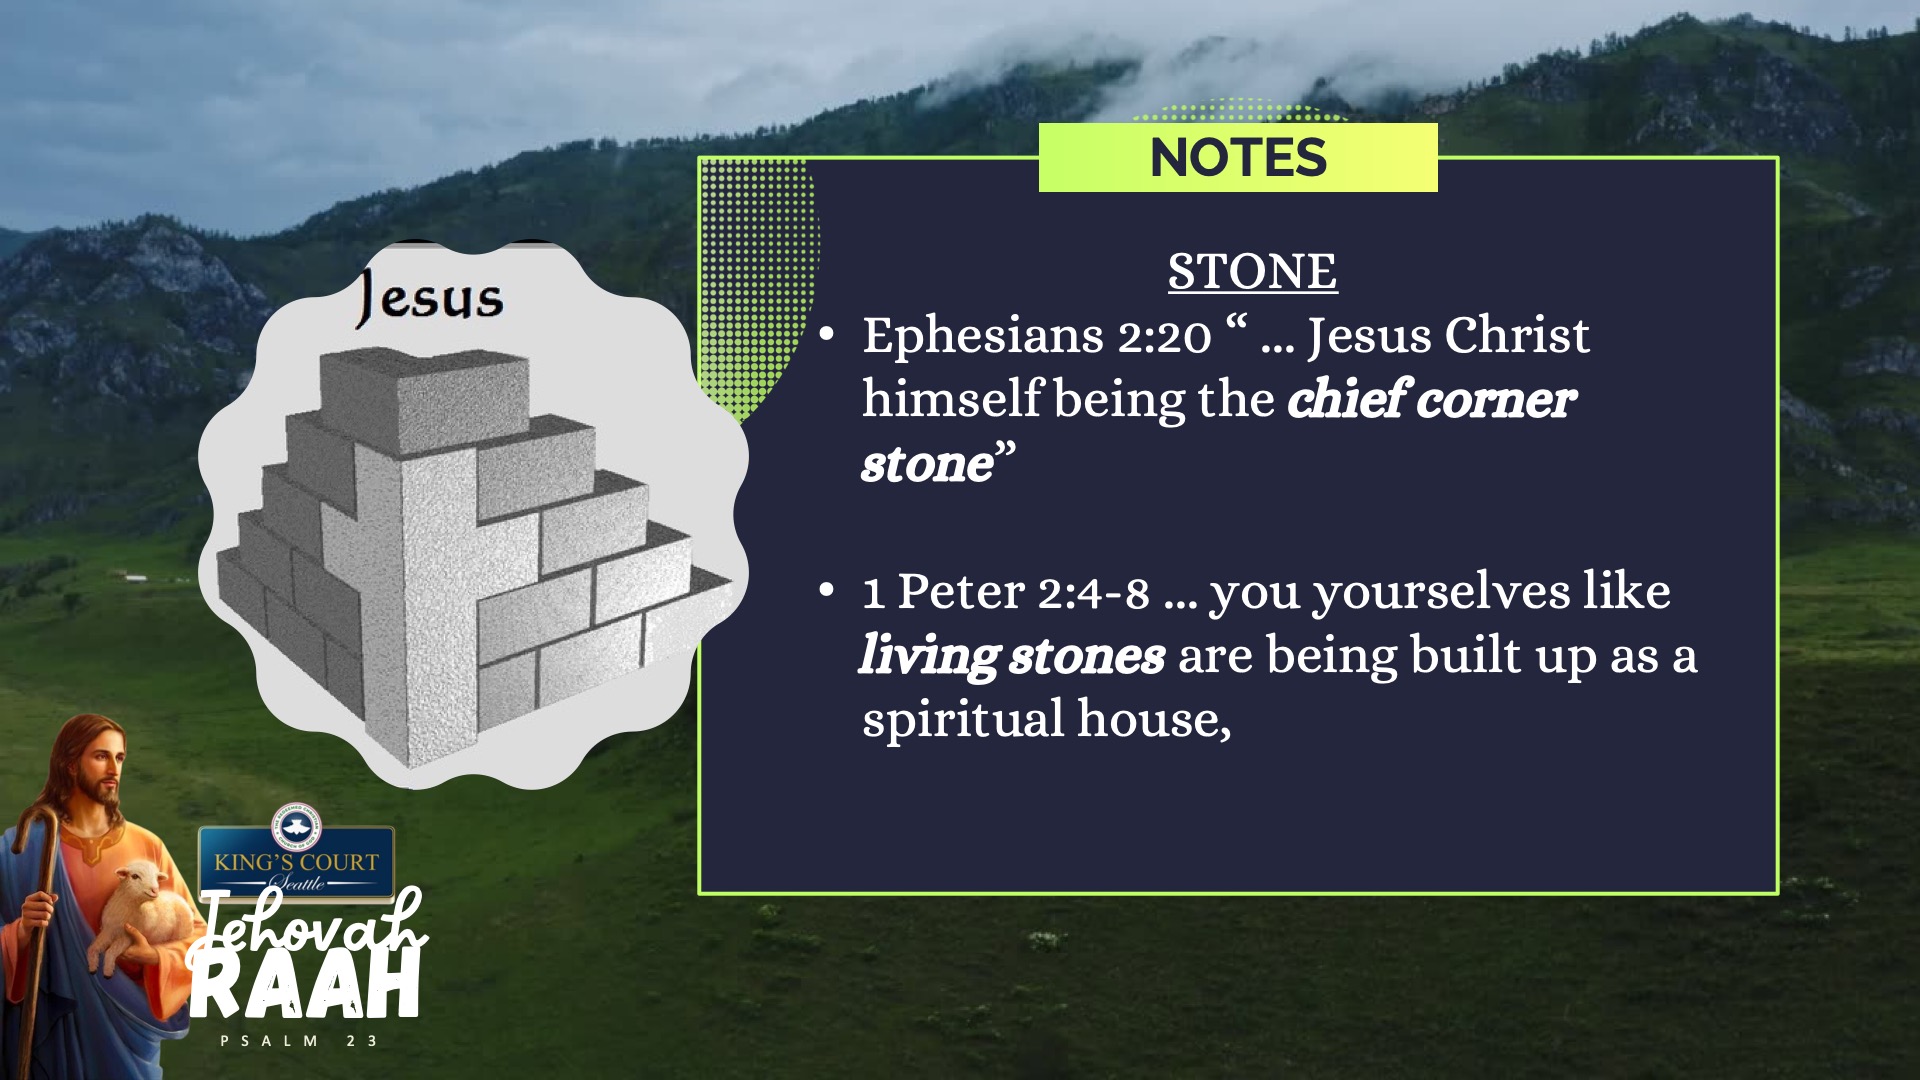 NOTES
Jesus
STONE
• Ephesians 2:20 “ ... Jesus Christ
himself being the chief corner
stone”
• 1 Peter 2:4-8 ... you yourselves like
living stones are being built up as a
spiritual house,
KING'S COURT
Seattle
Jehovah
RAAH
PSALM 23